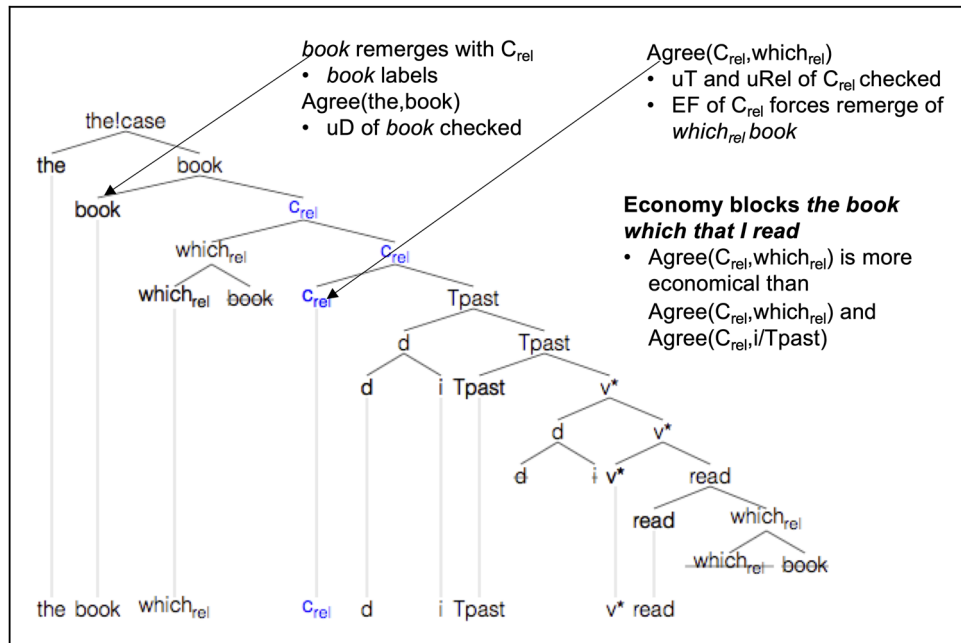 book remerges with Crel
• book labels
Agree(the,book)
• uD of book checked
Agree(Crel,whichrel)
• uT and uRel of Crel checked
• EF of Crel forces remerge of
whichrel book
Economy blocks the book
which that I read
• Agree(Crel,whichrel) is more
economical than
Agree(Crel,whichrel) and
Agree(Crel,i/Tpast)
the!case
the book
book crel
whichrel crel
whichrel book crel Tpast
d Tpast
d i Tpast v*
d v*
d i v* read
read whichrel
whichrel book
the book whichrel crel d i Tpast v* read